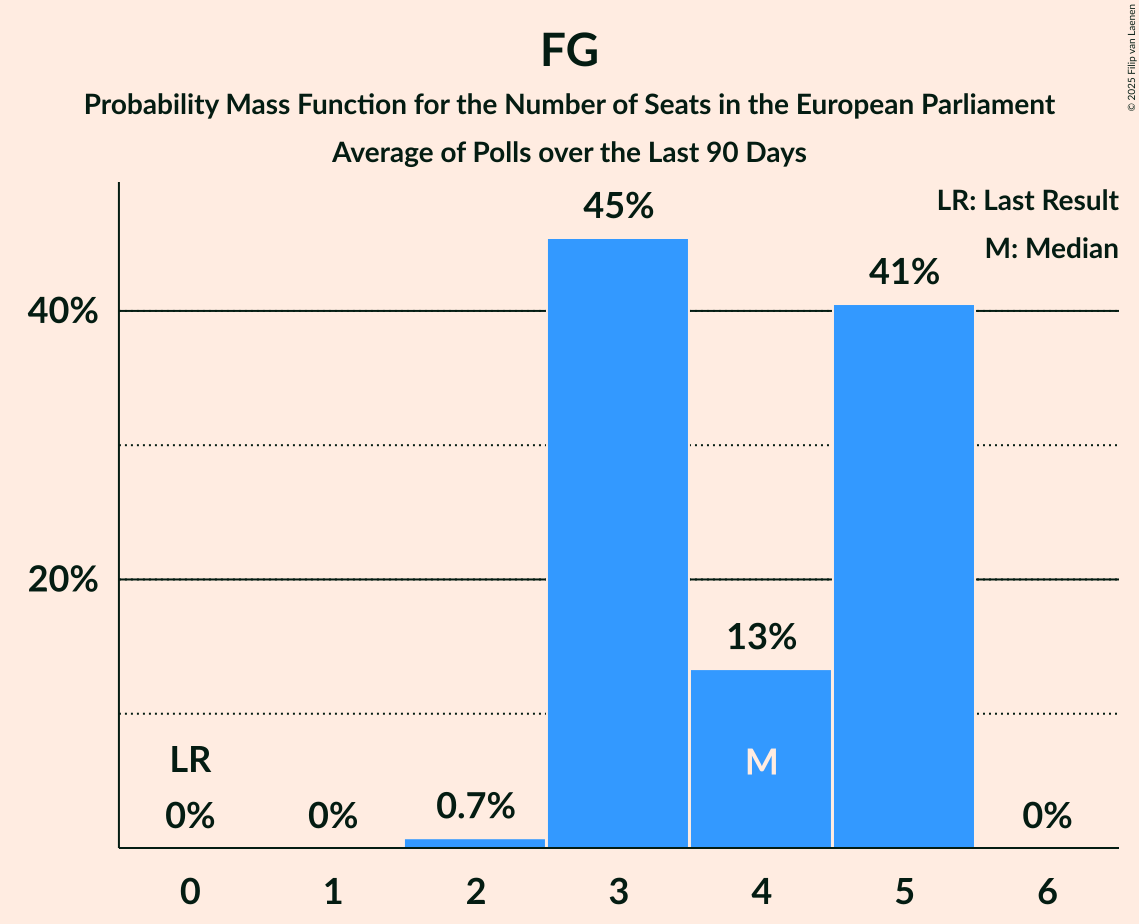 FG
Probability Mass Function for the Number of Seats in the European Parliament
Average of Polls over the Last 90 Days
© 2025 Filip van Laenen
LR: Last Result
M: Median
45%
41%
40%
20%
13%
LR
M
0%
0%
0.7%
0%
0
1
2
3
4
5
6